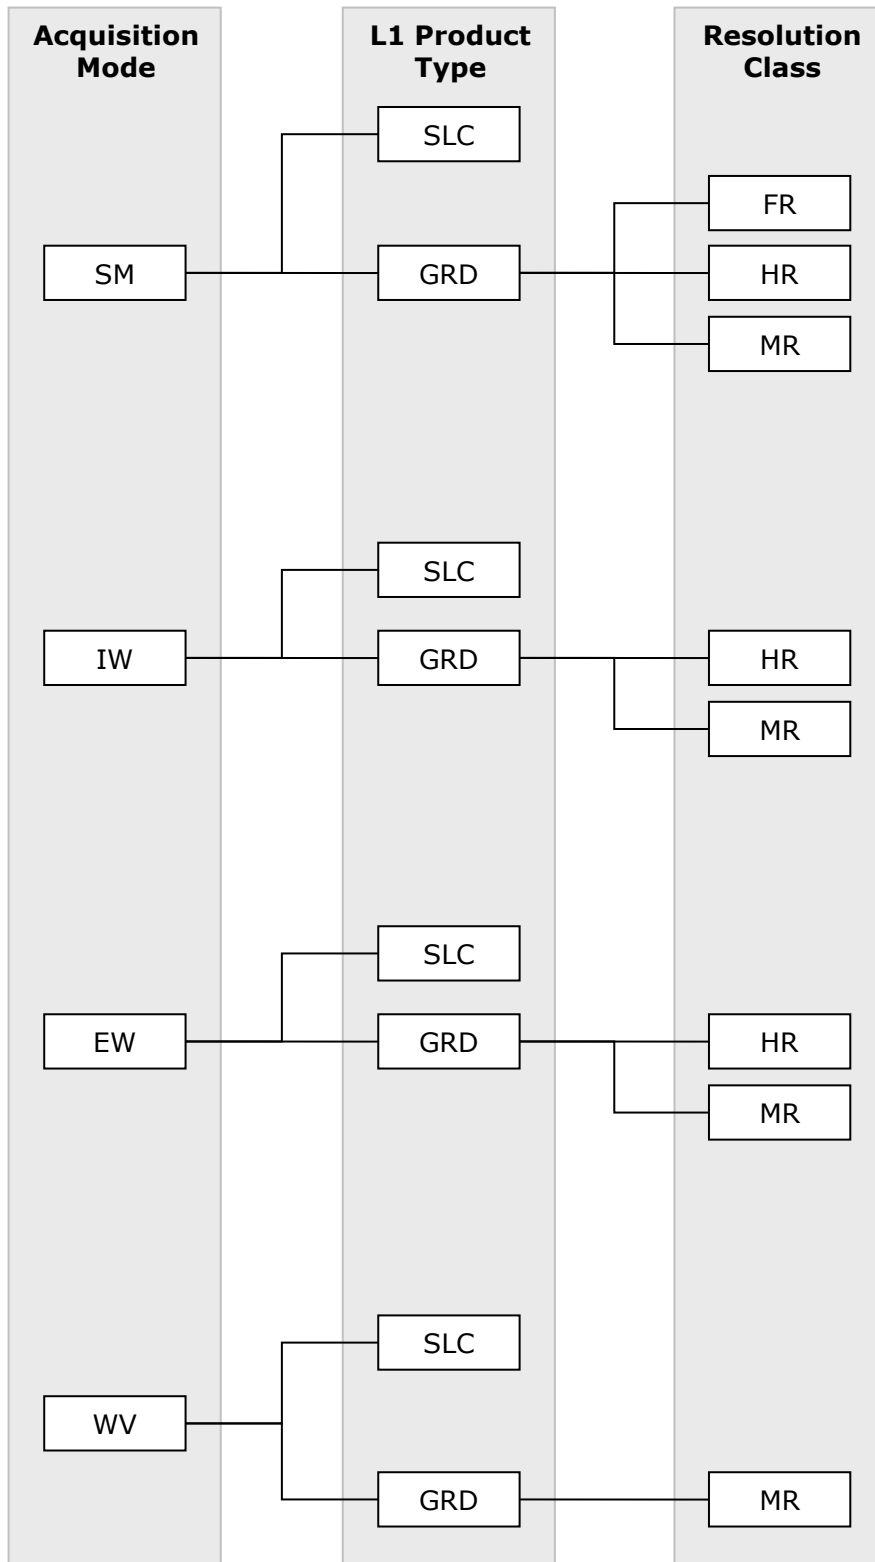 Acquisition
Mode
L1 Product
Type
Resolution
Class
SLC
FR
SM
GRD
HR
MR
SLC
IW
GRD
HR
MR
SLC
EW
GRD
HR
MR
SLC
WV
GRD
MR